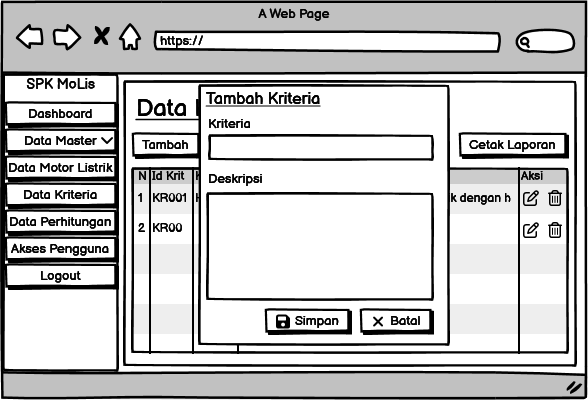 A Web Page
https://
SPK MoLis
Dashboard
Data Master
Data Motor Listrik
Data Kriteria
Data Perhitungan
Akses Pengguna
Logout
Data
Tambah
Cetak Laporan
N Id Krit K Aksi
1 KR001 k dengan h
2 KR00
Tambah Kriteria
Kriteria
Deskripsi
Simpan
Batal